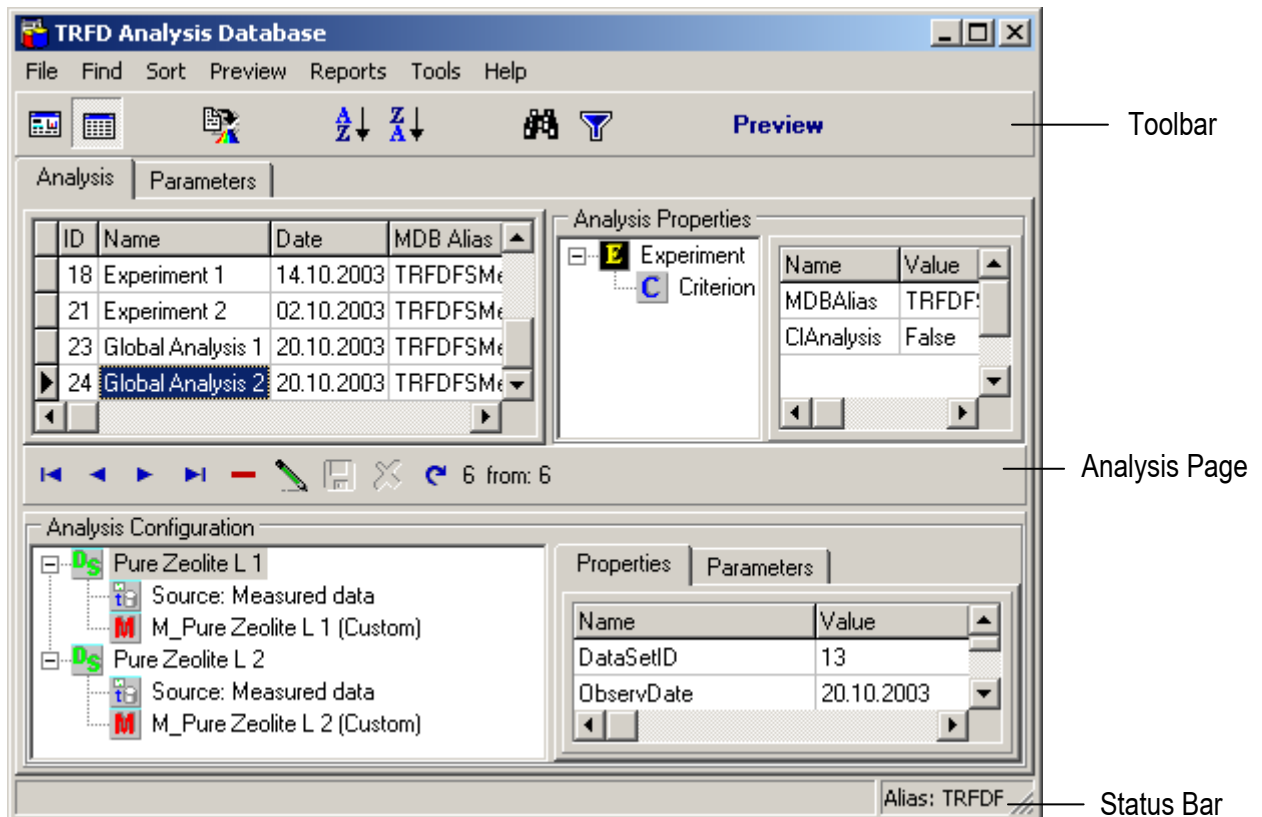 TRFD Analysis Database
File Find Sort Preview Reports Tools Help
Preview
Toolbar
Analysis Parameters
ID Name Date MDB Alias
18 Experiment 1 14.10.2003 TRFDFSMe
21 Experiment 2 02.10.2003 TRFDFSMe
23 Global Analysis 1 20.10.2003 TRFDFSMe
24 Global Analysis 2 20.10.2003 TRFDFSMe
Analysis Properties
E Experiment
C Criterion
Name Value
MDBAlias TRFDFS
ClAnalysis False
6 from: 6
Analysis Page
Analysis Configuration
DS Pure Zeolite L 1
Source: Measured data
M M_Pure Zeolite L 1 (Custom)
DS Pure Zeolite L 2
Source: Measured data
M M_Pure Zeolite L 2 (Custom)
Properties Parameters
Name Value
DataSetID 13
ObservDate 20.10.2003
Alias: TRFDF
Status Bar